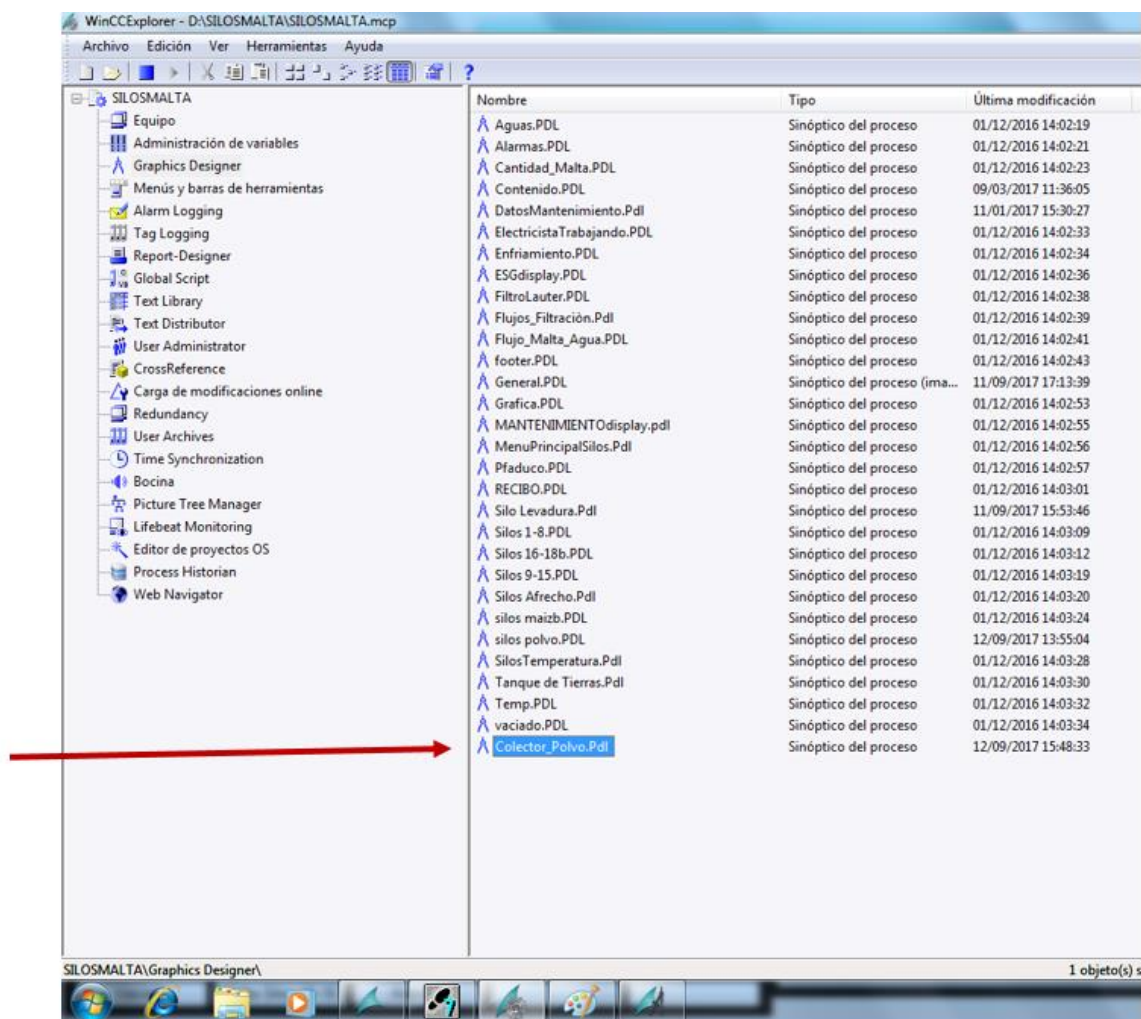 WinCCExplorer - D:\SILOSMALTA\SILOSMALTA.mcp
Archivo Edición Ver Herramientas Ayuda
SILOSMALTA
Equipo
Administración de variables
Graphics Designer
Menús y barras de herramientas
Alarm Logging
Tag Logging
Report-Designer
Global Script
Text Library
Text Distributor
User Administrator
CrossReference
Carga de modificaciones online
Redundancy
User Archives
Time Synchronization
Bocina
Picture Tree Manager
Lifebeat Monitoring
Editor de proyectos OS
Process Historian
Web Navigator
Nombre Tipo Última modificación
Aguas.PDL Sinóptico del proceso 01/12/2016 14:02:19
Alarmas.PDL Sinóptico del proceso 01/12/2016 14:02:21
Cantidad_Malta.PDL Sinóptico del proceso 01/12/2016 14:02:23
Contenido.PDL Sinóptico del proceso 09/03/2017 11:36:05
DatosMantenimiento.Pdl Sinóptico del proceso 11/01/2017 15:30:27
ElectricistaTrabajando.PDL Sinóptico del proceso 01/12/2016 14:02:33
Enfriamiento.PDL Sinóptico del proceso 01/12/2016 14:02:34
ESGdisplay.PDL Sinóptico del proceso 01/12/2016 14:02:36
FiltroLauter.PDL Sinóptico del proceso 01/12/2016 14:02:38
Flujos_Filtración.Pdl Sinóptico del proceso 01/12/2016 14:02:39
Flujo_Malta_Agua.PDL Sinóptico del proceso 01/12/2016 14:02:41
footer.PDL Sinóptico del proceso 01/12/2016 14:02:43
General.PDL Sinóptico del proceso (ima... 11/09/2017 17:13:39
Grafica.PDL Sinóptico del proceso 01/12/2016 14:02:53
MANTENIMIENTOdisplay.pdl Sinóptico del proceso 01/12/2016 14:02:55
MenuPrincipalSilos.Pdl Sinóptico del proceso 01/12/2016 14:02:56
Pfaduco.PDL Sinóptico del proceso 01/12/2016 14:02:57
RECIBO.PDL Sinóptico del proceso 01/12/2016 14:03:01
Silo Levadura.Pdl Sinóptico del proceso 11/09/2017 15:53:46
Silos 1-8.PDL Sinóptico del proceso 01/12/2016 14:03:09
Silos 16-18b.PDL Sinóptico del proceso 01/12/2016 14:03:12
Silos 9-15.PDL Sinóptico del proceso 01/12/2016 14:03:19
Silos Afrecho.Pdl Sinóptico del proceso 01/12/2016 14:03:20
silos maizb.PDL Sinóptico del proceso 01/12/2016 14:03:24
silos polvo.PDL Sinóptico del proceso 12/09/2017 13:55:04
SilosTemperatura.Pdl Sinóptico del proceso 01/12/2016 14:03:28
Tanque de Tierras.Pdl Sinóptico del proceso 01/12/2016 14:03:30
Temp.PDL Sinóptico del proceso 01/12/2016 14:03:32
vaciado.PDL Sinóptico del proceso 01/12/2016 14:03:34
Colector_Polvo.Pdl Sinóptico del proceso 12/09/2017 15:48:33
SILOSMALTA\Graphics Designer\ 1 objeto(s) s